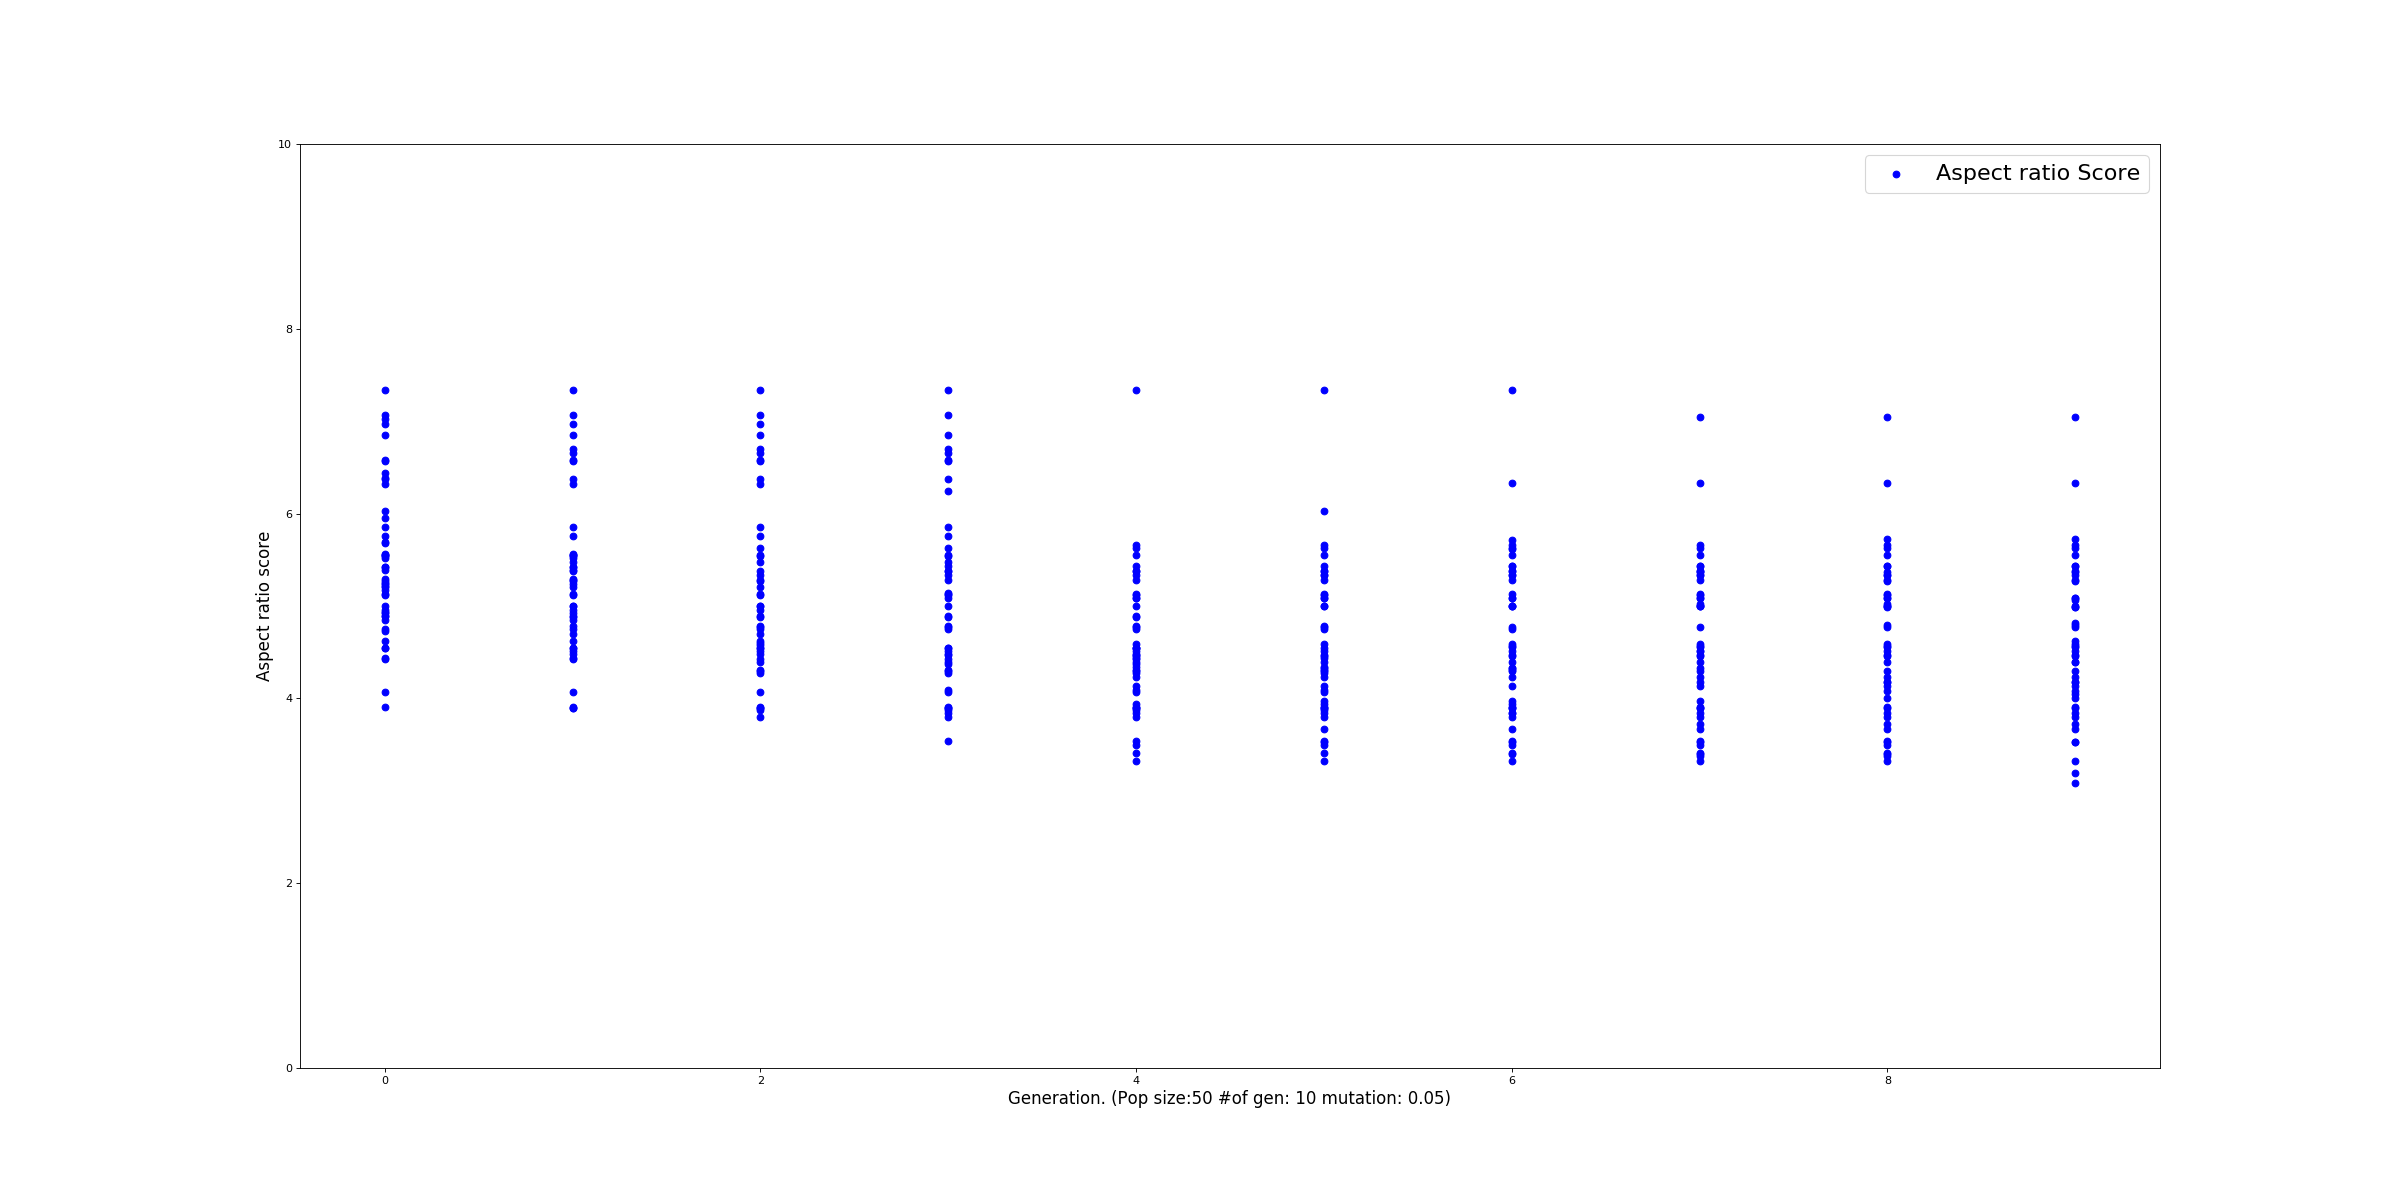 10
8
6
4
2
0
Aspect ratio score
Aspect ratio Score
0 2 4 6 8
Generation. (Pop size:50 #of gen: 10 mutation: 0.05)